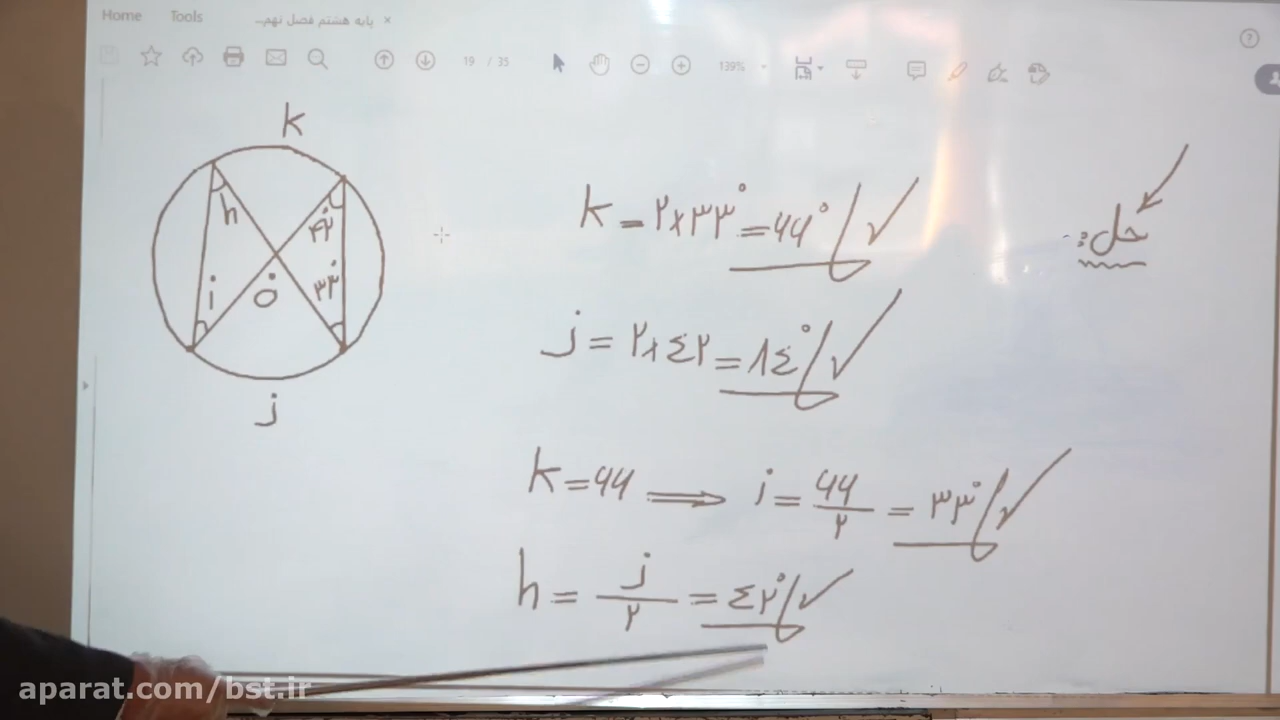 Home Tools پایه هشتم فصل نهم... ×
19 / 35 139%
k
h ۴۲°
i O ۳۳°
j
حل:
k = ۲×۳۳° = ۶۶°
j = ۲×٤۲ = ۸٤°
k = ۶۶ ⟹ i = ۶۶/۲ = ۳۳°
h = j/۲ = ٤۲°
aparat.com/bst.ir